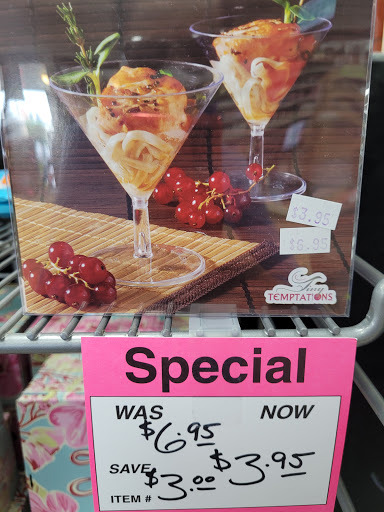 $3.95
$6.95
Tiny
TEMPTATIONS
Special
WAS NOW
$6.95
SAVE $3.95
$3.00
ITEM #